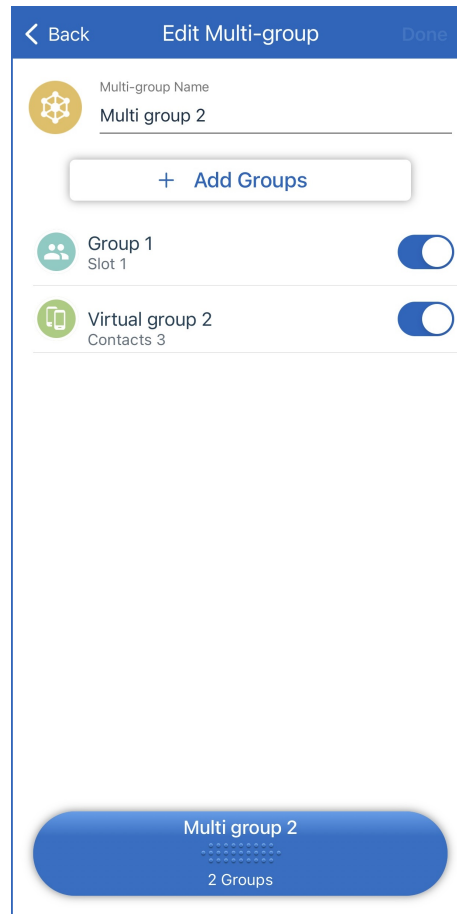 Back
Edit Multi-group
Done
Multi-group Name
Multi group 2
+ Add Groups
Group 1
Slot 1
Virtual group 2
Contacts 3
Multi group 2
2 Groups